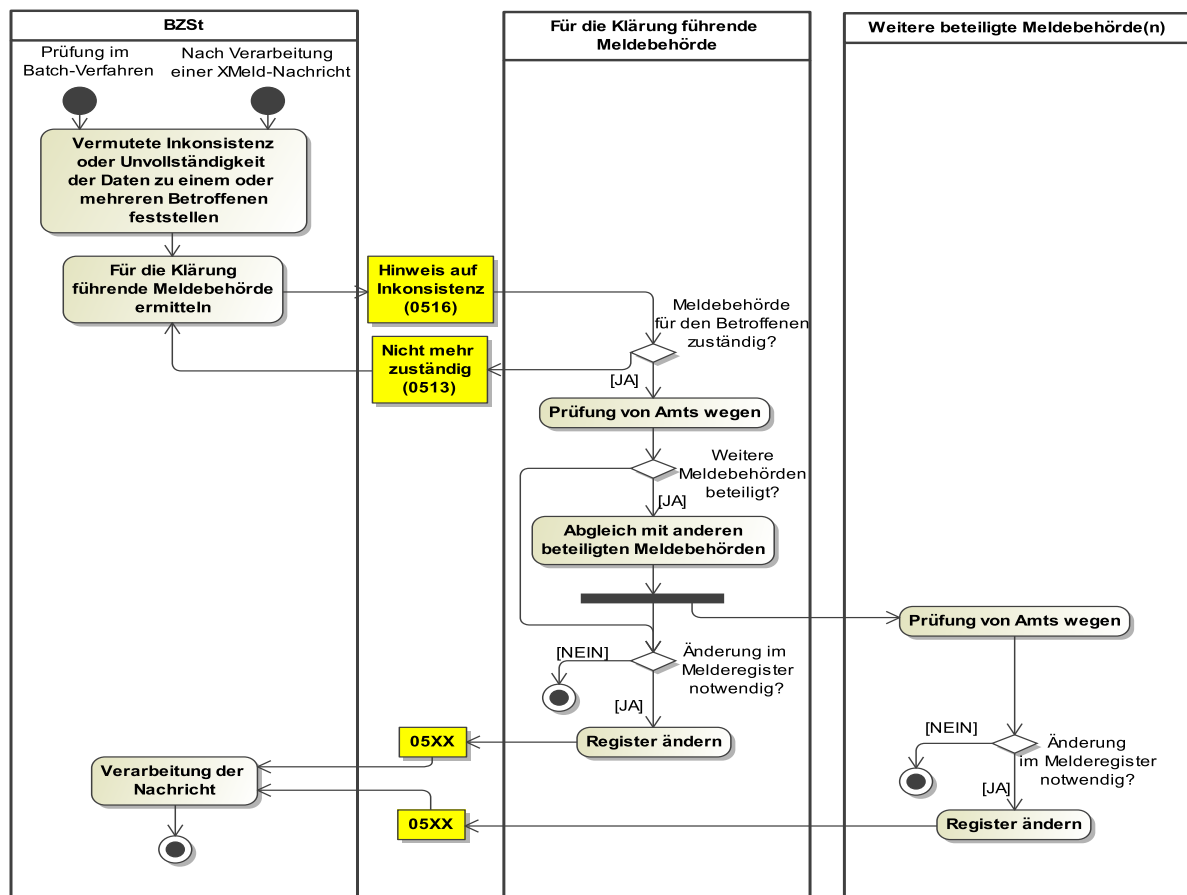 BZSt
Prüfung im
Batch-Verfahren
Nach Verarbeitung
einer XMeld-Nachricht
Vermutete Inkonsistenz
oder Unvollständigkeit
der Daten zu einem oder
mehreren Betroffenen
feststellen
Für die Klärung
führende Meldebehörde
ermitteln
Hinweis auf
Inkonsistenz
(0516)
Nicht mehr
zuständig
(0513)
Für die Klärung führende
Meldebehörde
Meldebehörde
für den Betroffenen
zuständig?
[JA]
Prüfung von Amts wegen
Weitere
Meldebehörden
beteiligt?
[JA]
Abgleich mit anderen
beteiligten Meldebehörden
[NEIN]
Änderung im
Melderegister
notwendig?
[JA]
Register ändern
05XX
Verarbeitung der
Nachricht
05XX
Weitere beteiligte Meldebehörde(n)
Prüfung von Amts wegen
[NEIN]
Änderung
im Melderegister
notwendig?
[JA]
Register ändern